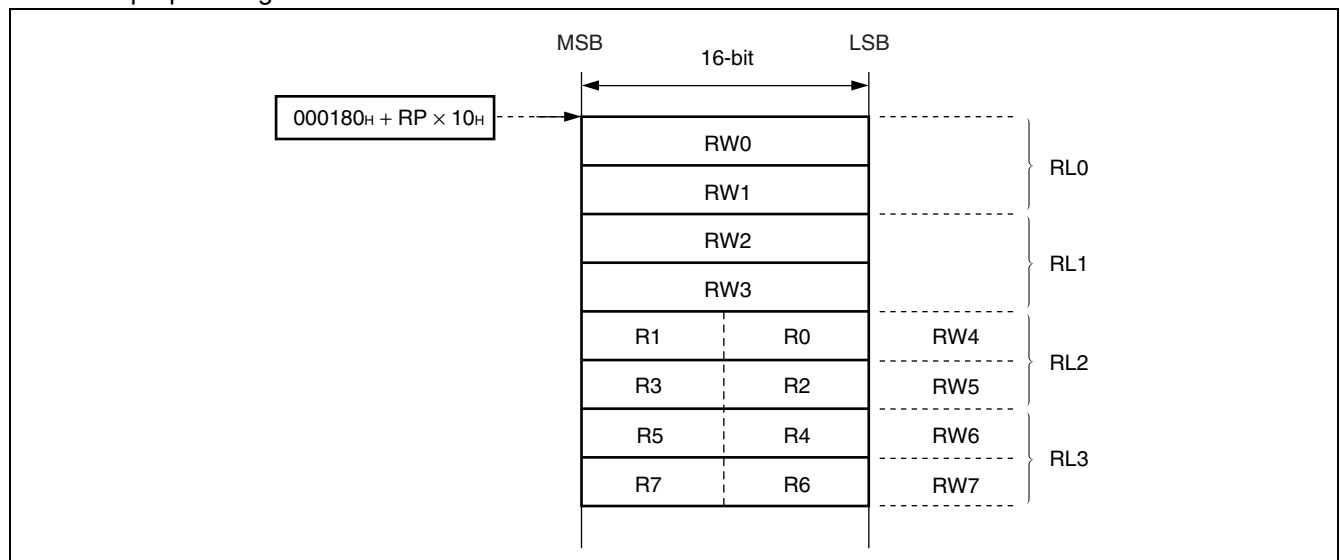 MSB LSB
16-bit
000180H + RP × 10H
RW0
RL0
RW1
RW2
RL1
RW3
R1 R0 RW4
RL2
R3 R2 RW5
R5 R4 RW6
RL3
R7 R6 RW7